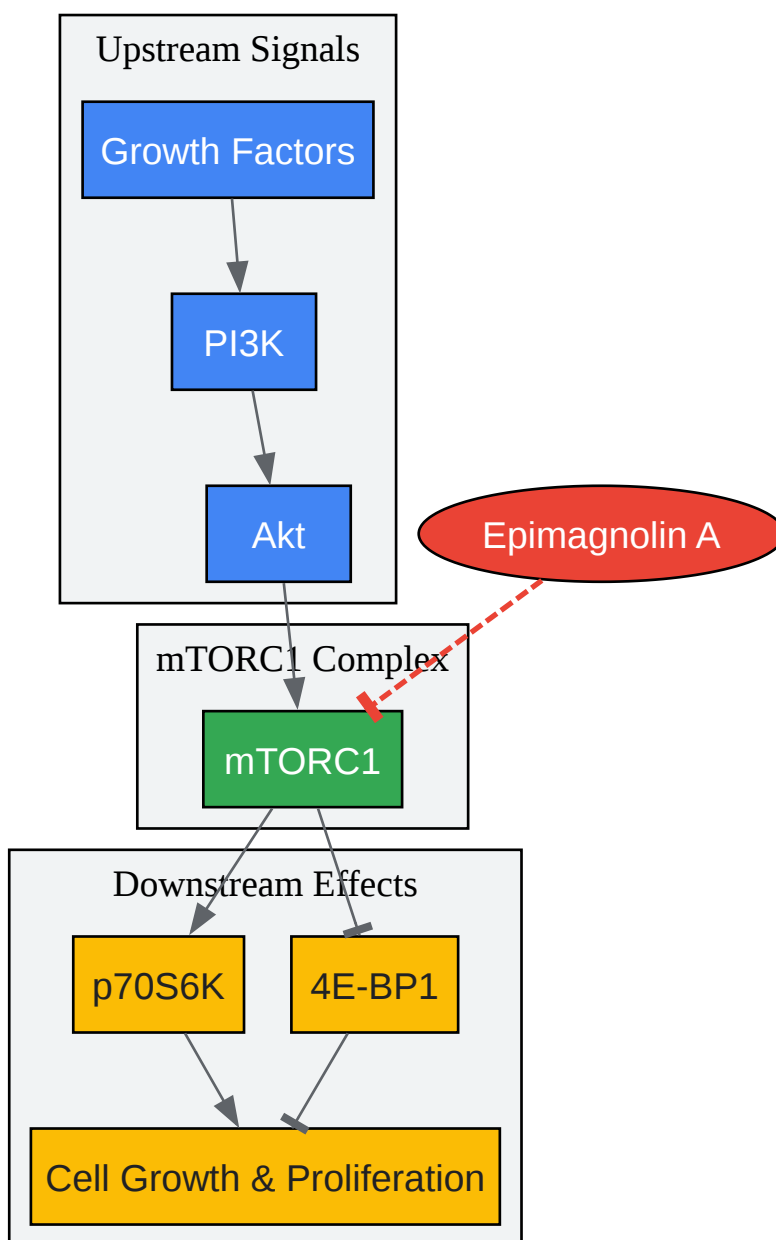 Upstream Signals
Growth Factors
PI3K
Akt
Epimagnolin A
mTORC1 Complex
mTORC1
Downstream Effects
p70S6K
4E-BP1
Cell Growth & Proliferation